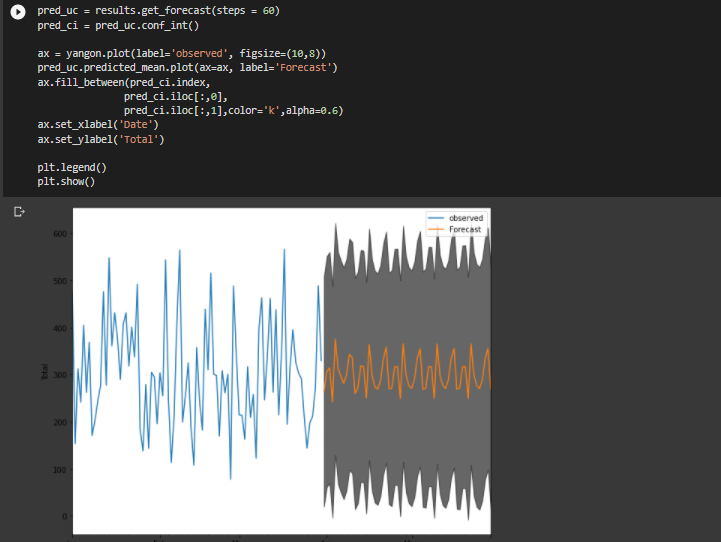 pred_uc = results.get_forecast(steps = 60)
pred_ci = pred_uc.conf_int()
ax = yangon.plot(label='observed', figsize=(10,8))
pred_uc.predicted_mean.plot(ax=ax, label='Forecast')
ax.fill_between(pred_ci.index,
pred_ci.iloc[:,0],
pred_ci.iloc[:,1],color='k',alpha=0.6)
ax.set_xlabel('Date')
ax.set_ylabel('Total')
plt.legend()
plt.show()
observed
Forecast
600
500
400
300
200
100
0
Total